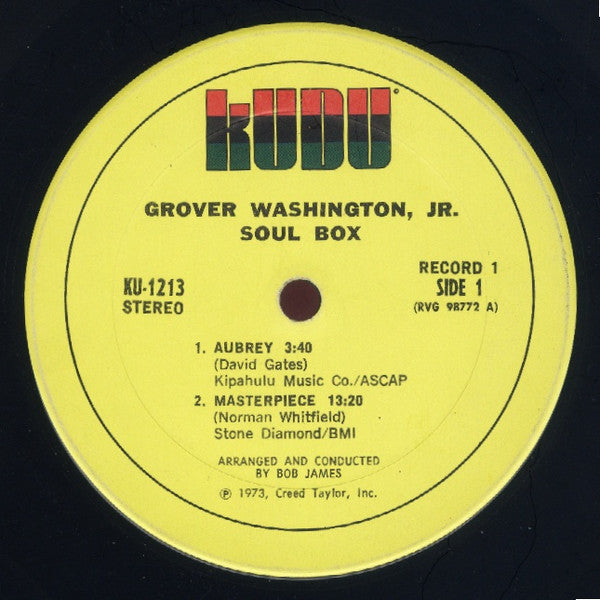 KUDU
GROVER WASHINGTON, JR.
SOUL BOX
KU-1213
STEREO
RECORD 1
SIDE 1
(RVG 98772 A)
1. AUBREY 3:40
(David Gates)
Kipahulu Music Co./ASCAP
2. MASTERPIECE 13:20
(Norman Whitfield)
Stone Diamond/BMI
ARRANGED AND CONDUCTED
BY BOB JAMES
℗ 1973, Creed Taylor, Inc.